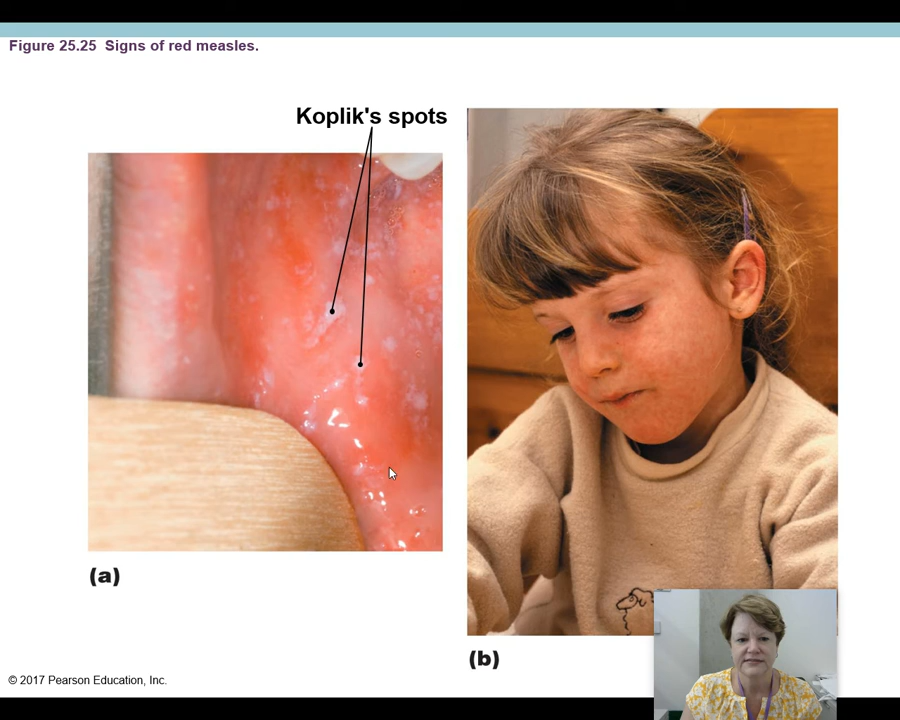 Figure 25.25 Signs of red measles.
Koplik's spots
(a)
(b)
© 2017 Pearson Education, Inc.